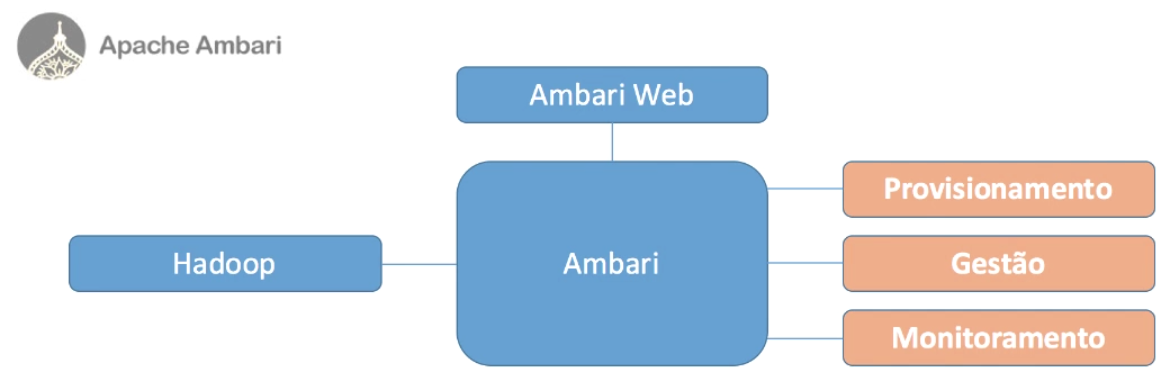 Apache Ambari
Ambari Web
Provisionamento
Hadoop
Ambari
Gestão
Monitoramento